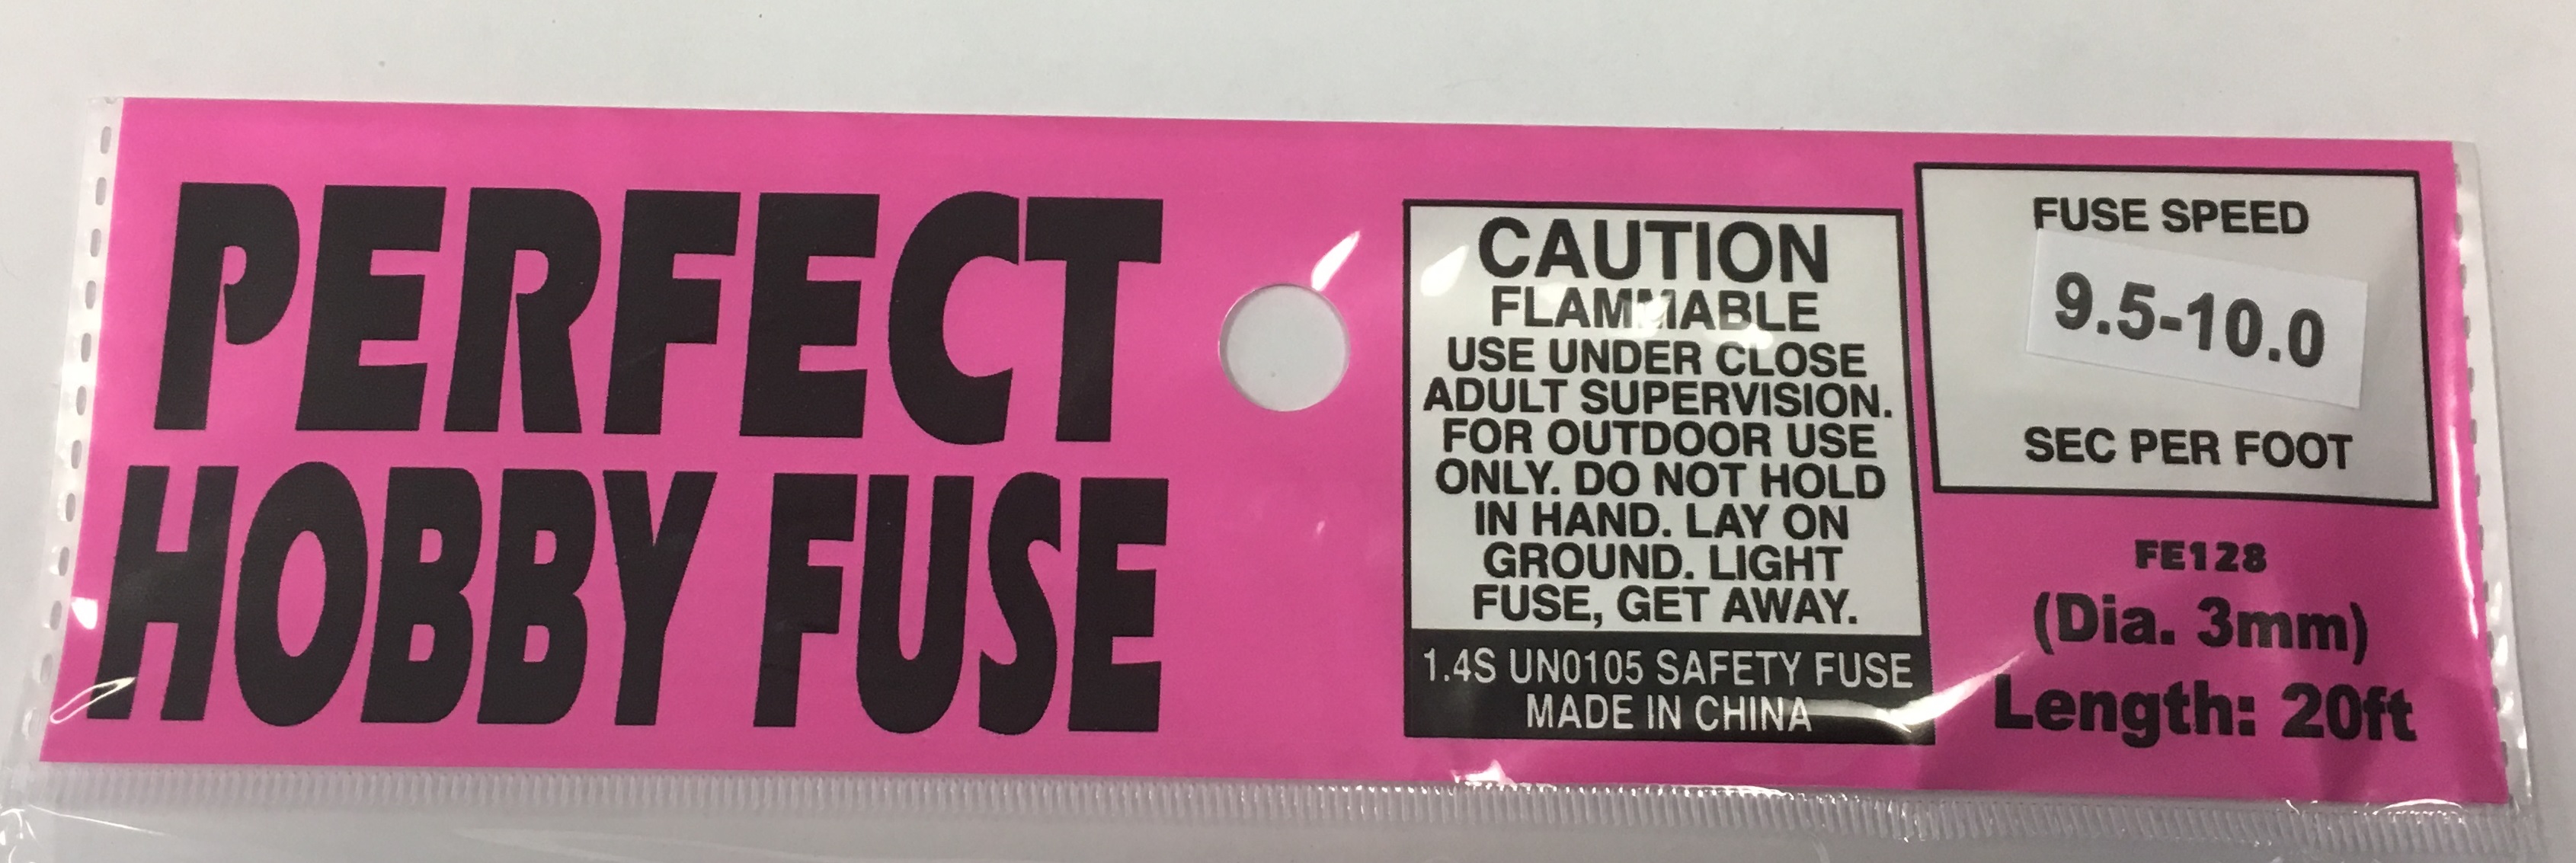 PERFECT
HOBBY FUSE
CAUTION
FLAMMABLE
USE UNDER CLOSE
ADULT SUPERVISION.
FOR OUTDOOR USE
ONLY. DO NOT HOLD
IN HAND. LAY ON
GROUND. LIGHT
FUSE, GET AWAY.
1.4S UN0105 SAFETY FUSE
MADE IN CHINA
FUSE SPEED
9.5-10.0
SEC PER FOOT
FE128
(Dia. 3mm)
Length: 20ft